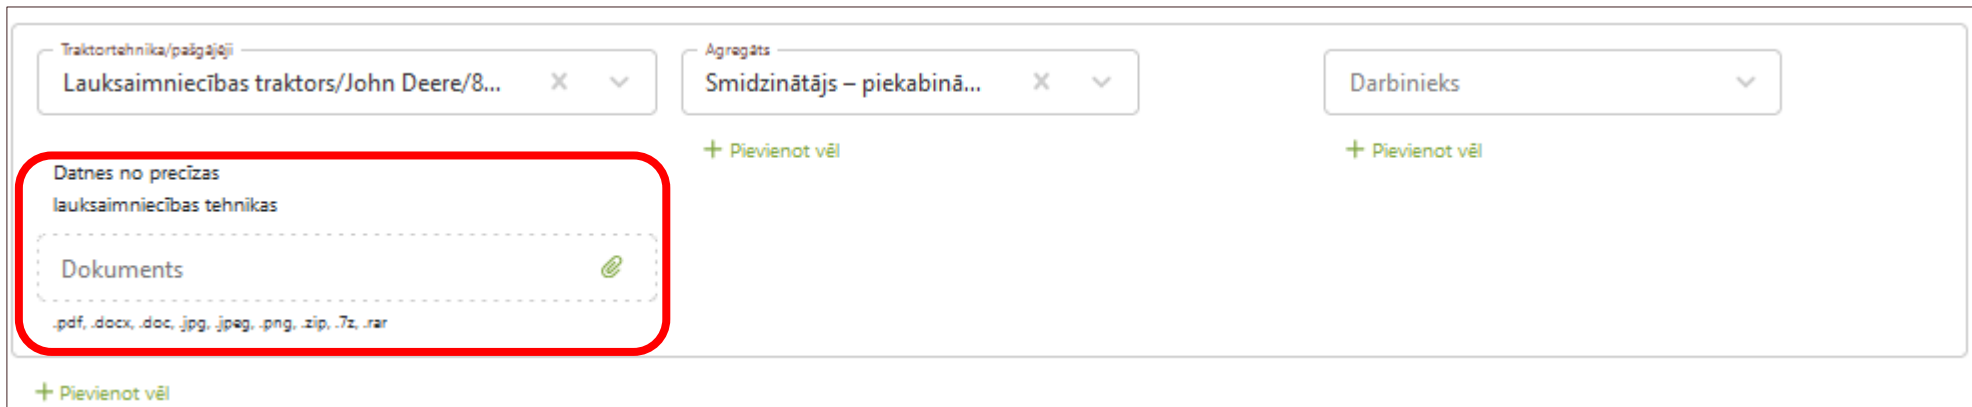 Traktortehnika/pašgājēji
Lauksaimniecības traktors/John Deere/8...
Agregāts
Smidzinātājs – piekabinā...
Darbinieks
+ Pievienot vēl
+ Pievienot vēl
Datnes no precīzas
lauksaimniecības tehnikas
Dokuments
.pdf, .docx, .doc, .jpg, .jpeg, .png, .zip, .7z, .rar
+ Pievienot vēl